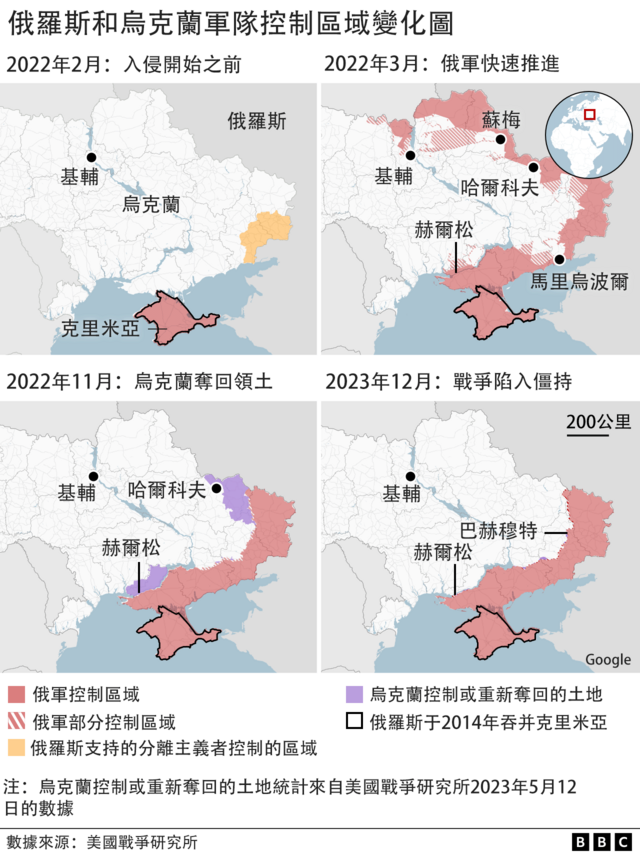 俄羅斯和烏克蘭軍隊控制區域變化圖
2022年2月：入侵開始之前
俄羅斯
基輔
烏克蘭
克里米亞
2022年3月：俄軍快速推進
蘇梅
基輔
哈爾科夫
赫爾松
馬里烏波爾
2022年11月：烏克蘭奪回領土
基輔
哈爾科夫
赫爾松
2023年12月：戰爭陷入僵持
200公里
基輔
巴赫穆特
赫爾松
Google
俄軍控制區域
俄軍部分控制區域
俄羅斯支持的分離主義者控制的區域
烏克蘭控制或重新奪回的土地
俄羅斯于2014年吞并克里米亞
注：烏克蘭控制或重新奪回的土地統計來自美國戰爭研究所2023年5月12
日的數據
數據來源：美國戰爭研究所
BBC